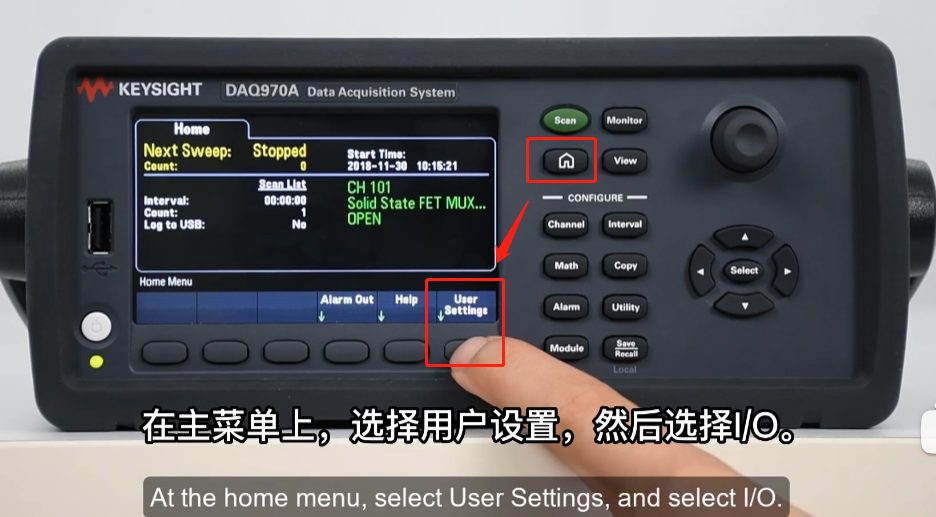 KEYSIGHT DAQ970A Data Acquisition System
Home
Next Sweep: Stopped
Count: 0
Start Time:
2018-11-30 10:15:21
Scan List
Interval: 00:00:00
Count: 1
Log to USB: No
CH 101
Solid State FET MUX...
OPEN
Home Menu
Alarm Out
Help
User
Settings
Scan
Monitor
View
CONFIGURE
Channel
Interval
Math
Copy
Alarm
Utility
Module
Save
Recall
Local
Select
在主菜单上，选择用户设置，然后选择I/O。
At the home menu, select User Settings, and select I/O.